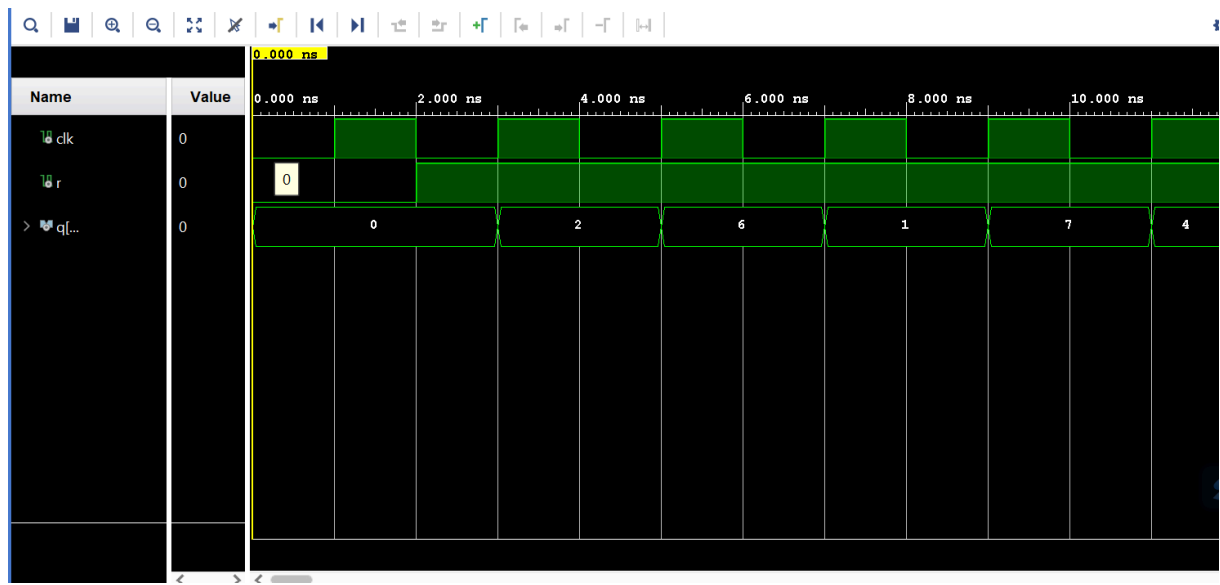 0.000 ns
Name Value 0.000 ns 2.000 ns 4.000 ns 6.000 ns 8.000 ns 10.000 ns
clk 0
r 0 0
q[... 0 0 2 6 1 7 4